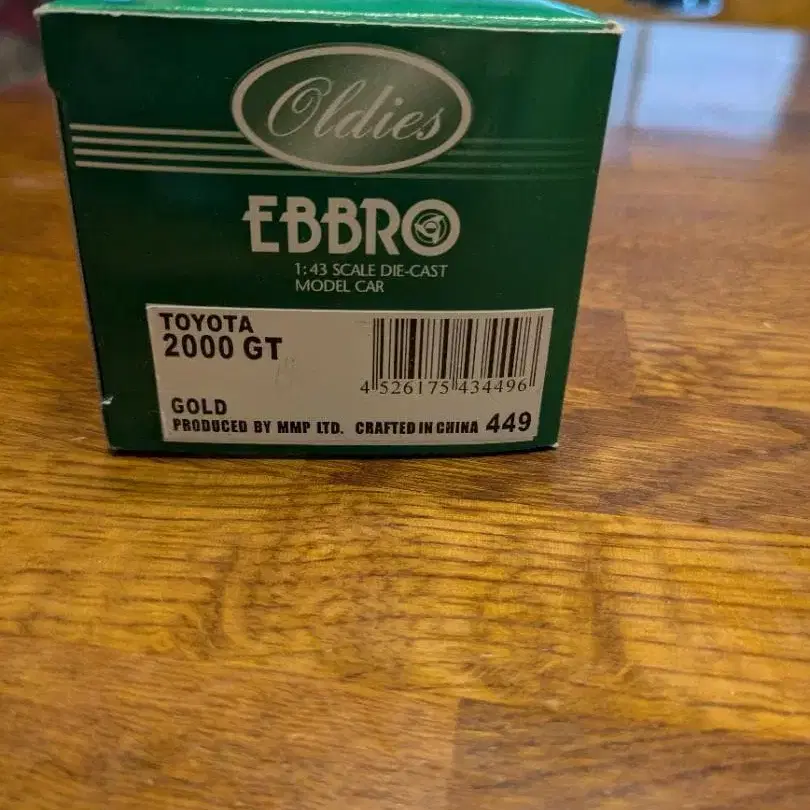 Oldies
EBBRO
1:43 SCALE DIE-CAST
MODEL CAR
TOYOTA
2000 GT
4 526175 434496
GOLD
PRODUCED BY MMP LTD. CRAFTED IN CHINA 449